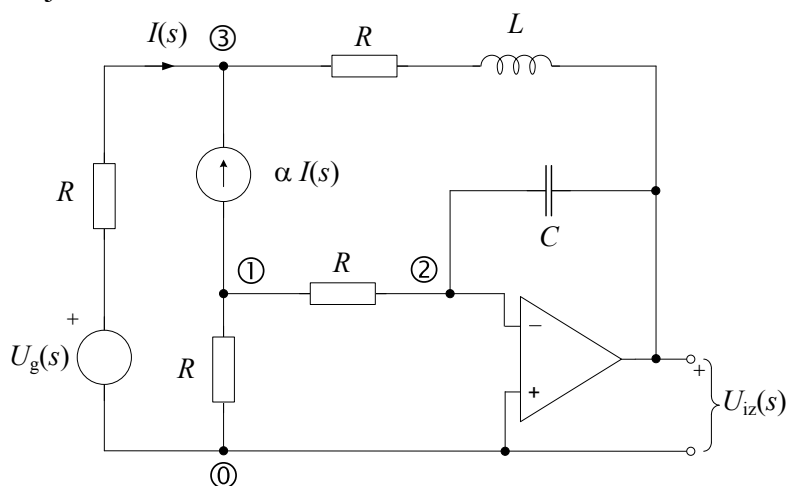 I(s)
③
R
L
R
α I(s)
C
①
R
②
+
U_g(s)
R
−
+
+
U_iz(s)
⓪